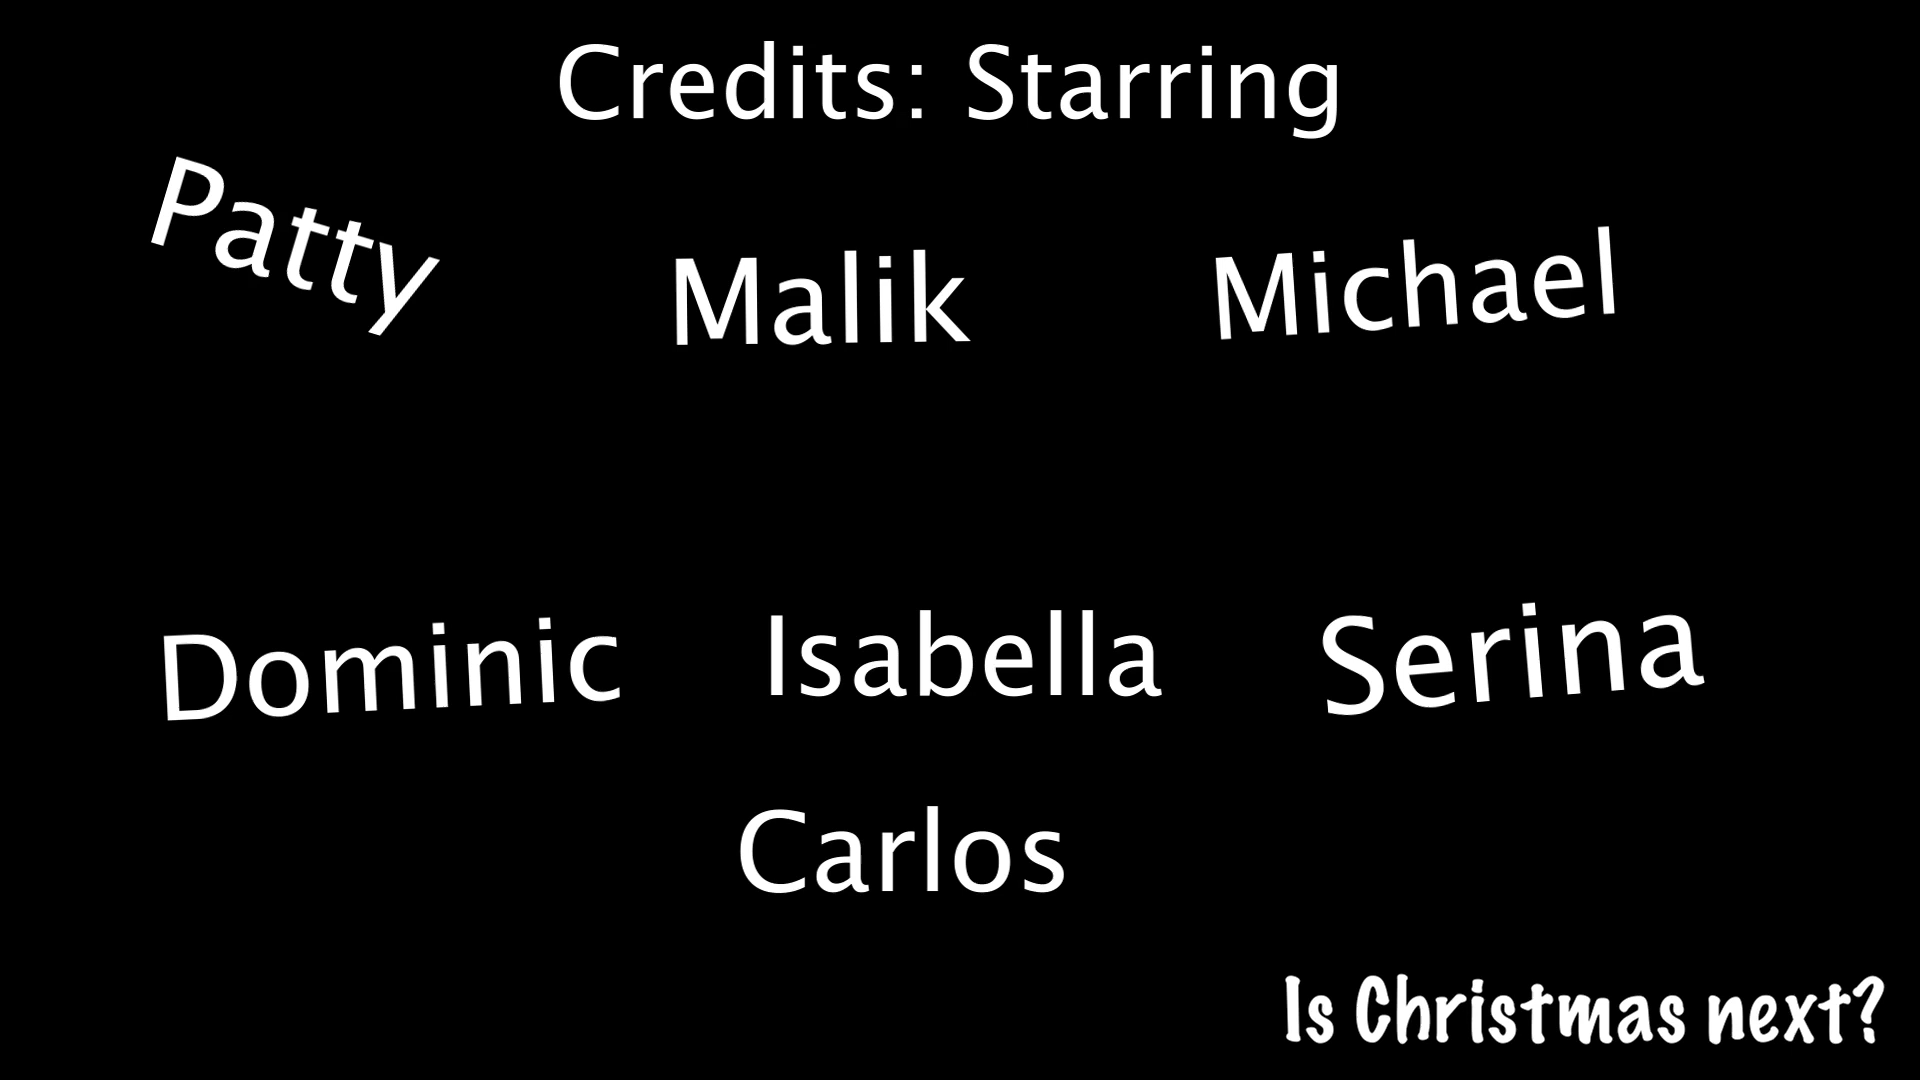 Credits: Starring
Patty
Malik
Michael
Dominic
Isabella
Serina
Carlos
Is Christmas next?